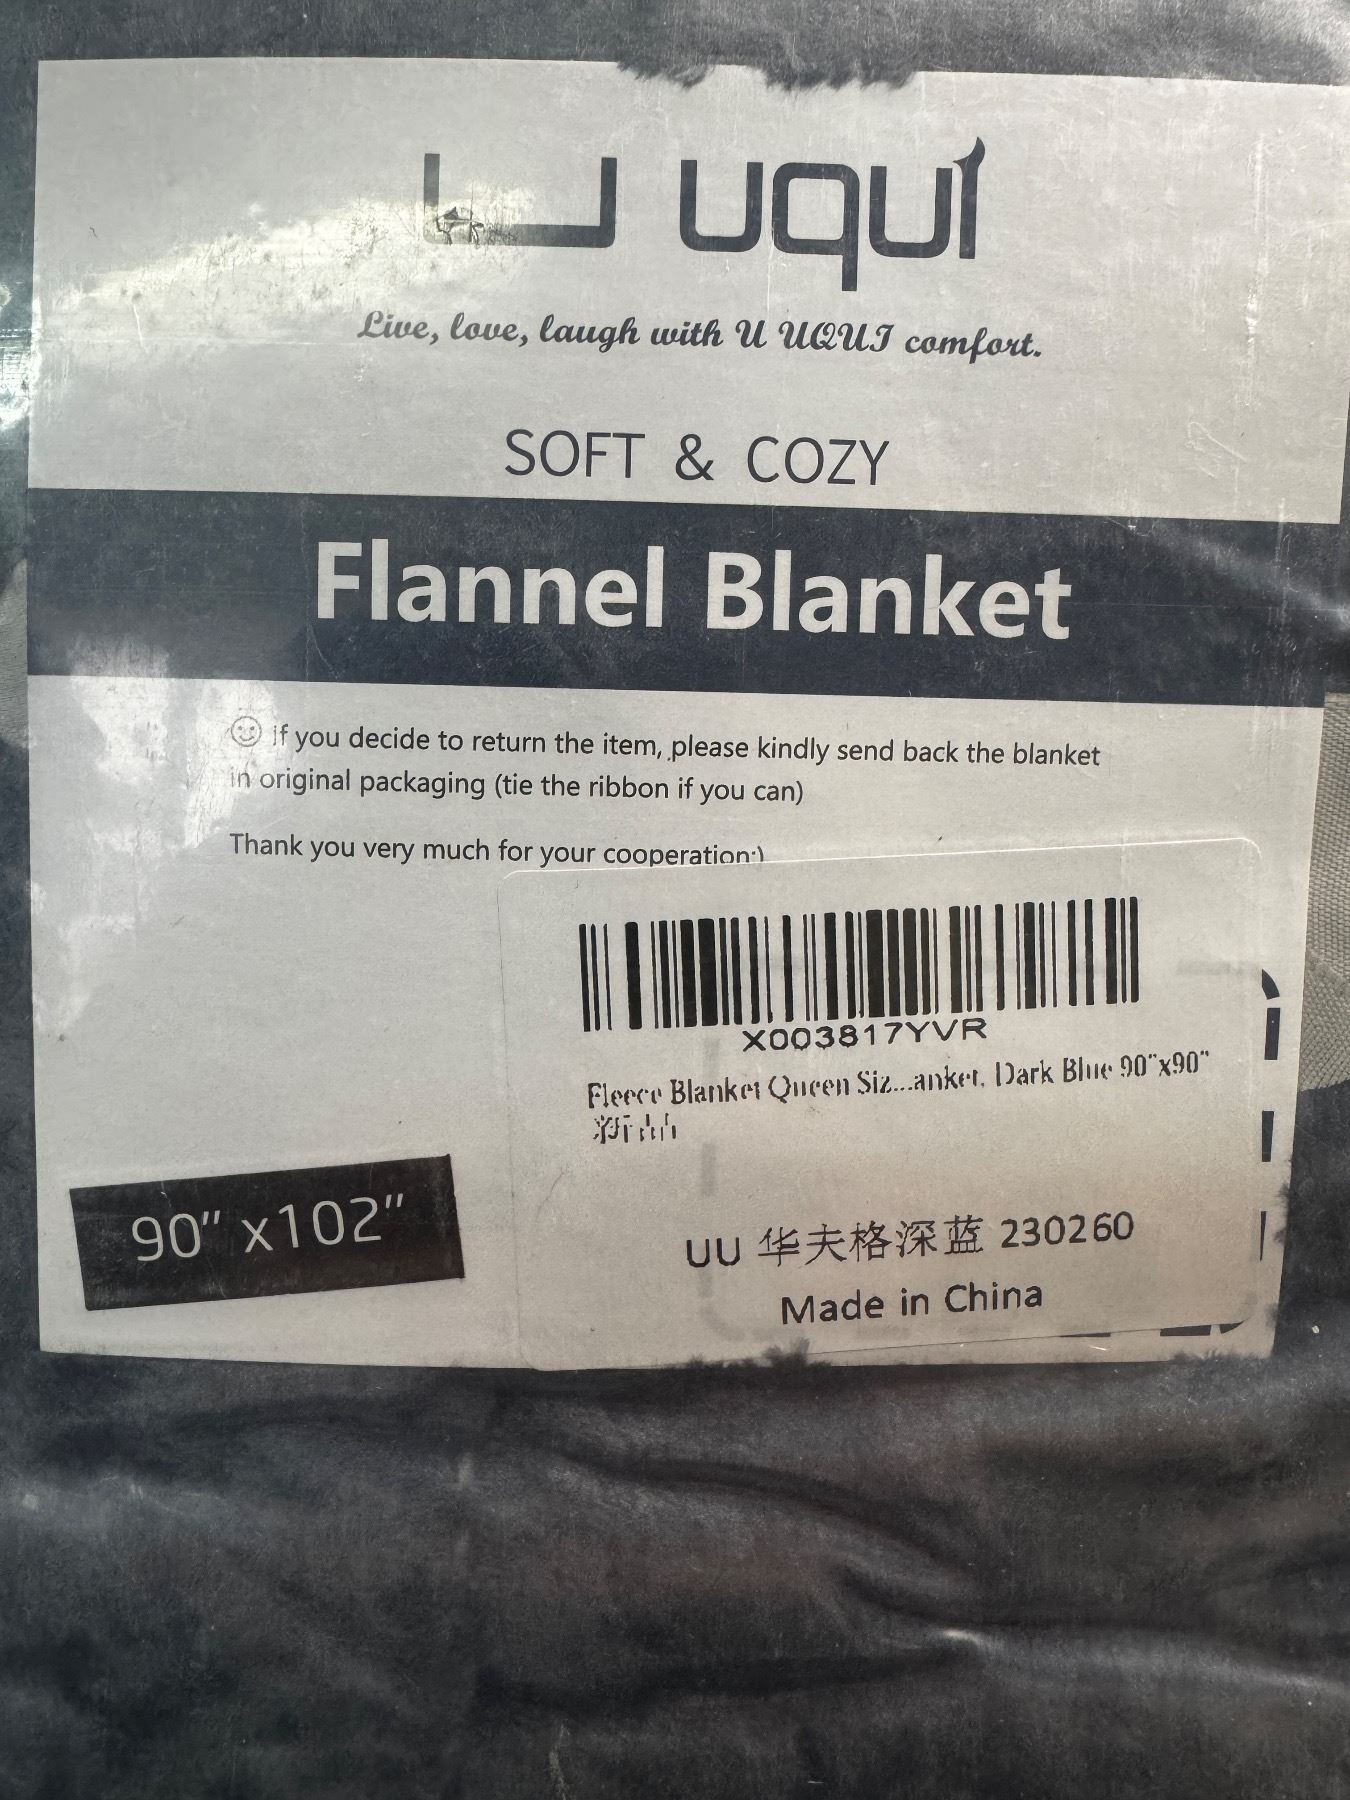 U uqui
Live, love, laugh with U UQUI comfort.
SOFT & COZY
Flannel Blanket
if you decide to return the item, please kindly send back the blanket
in original packaging (tie the ribbon if you can)
Thank you very much for your cooperation:)
X003817YVR
Fleece Blanket Queen Siz...anket, Dark Blue 90"x90"
新品
90" x102"
UU 华夫格深蓝 230260
Made in China